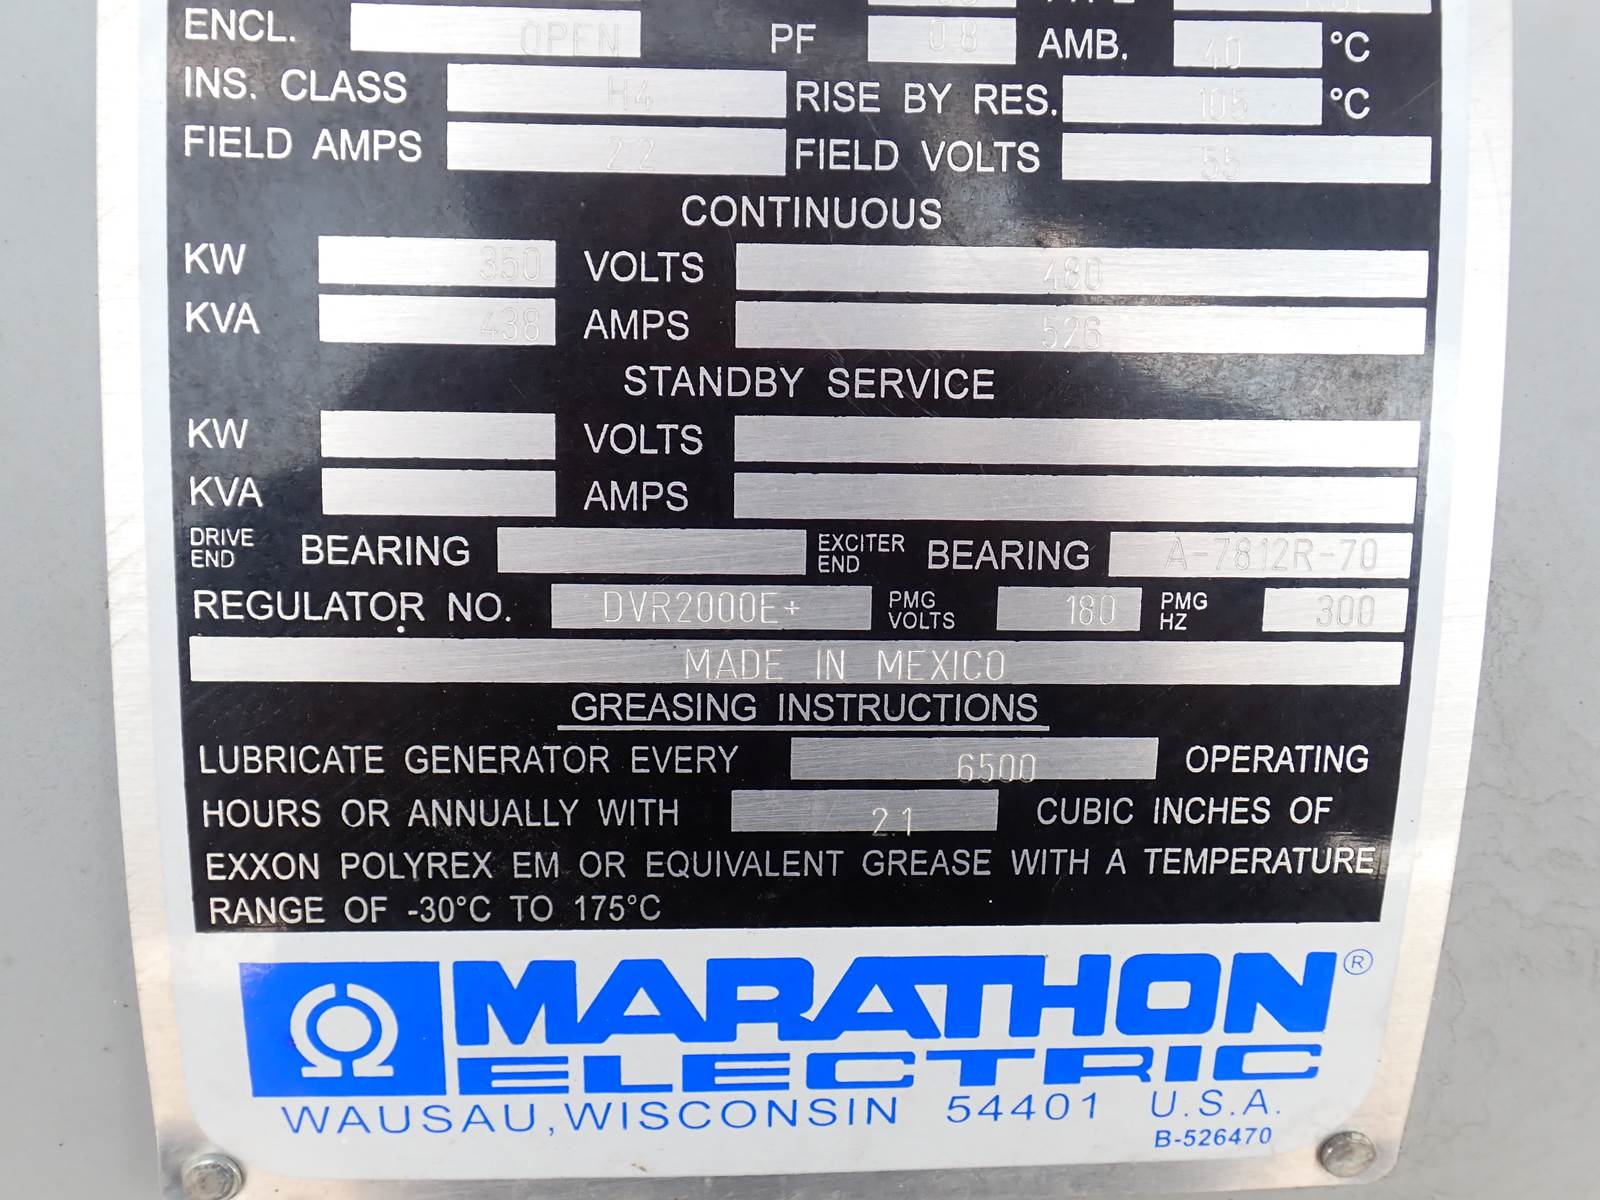 ENCL. OPEN PF 0.8 AMB. 40 °C
INS. CLASS H4 RISE BY RES. 105 °C
FIELD AMPS 2.2 FIELD VOLTS 55
CONTINUOUS
KW 350 VOLTS 480
KVA 438 AMPS 526
STANDBY SERVICE
KW VOLTS
KVA AMPS
DRIVE END BEARING EXCITER END BEARING A-7812R-70
REGULATOR NO. DVR2000E+ PMG VOLTS 180 PMG HZ 300
MADE IN MEXICO
GREASING INSTRUCTIONS
LUBRICATE GENERATOR EVERY 6500 OPERATING
HOURS OR ANNUALLY WITH 2.1 CUBIC INCHES OF
EXXON POLYREX EM OR EQUIVALENT GREASE WITH A TEMPERATURE
RANGE OF -30°C TO 175°C
MARATHON ®
ELECTRIC
WAUSAU, WISCONSIN 54401 U.S.A.
B-526470